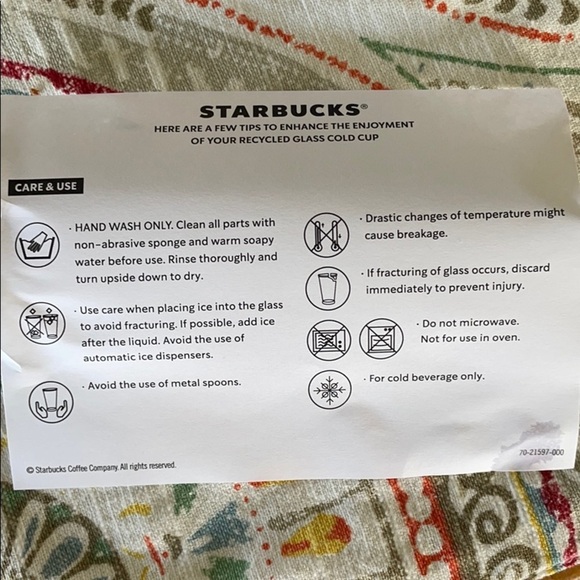 STARBUCKS®
HERE ARE A FEW TIPS TO ENHANCE THE ENJOYMENT
OF YOUR RECYCLED GLASS COLD CUP
CARE & USE
· HAND WASH ONLY. Clean all parts with
non-abrasive sponge and warm soapy
water before use. Rinse thoroughly and
turn upside down to dry.
· Use care when placing ice into the glass
to avoid fracturing. If possible, add ice
after the liquid. Avoid the use of
automatic ice dispensers.
· Avoid the use of metal spoons.
· Drastic changes of temperature might
cause breakage.
· If fracturing of glass occurs, discard
immediately to prevent injury.
· Do not microwave.
Not for use in oven.
· For cold beverage only.
70-21597-000
© Starbucks Coffee Company. All rights reserved.